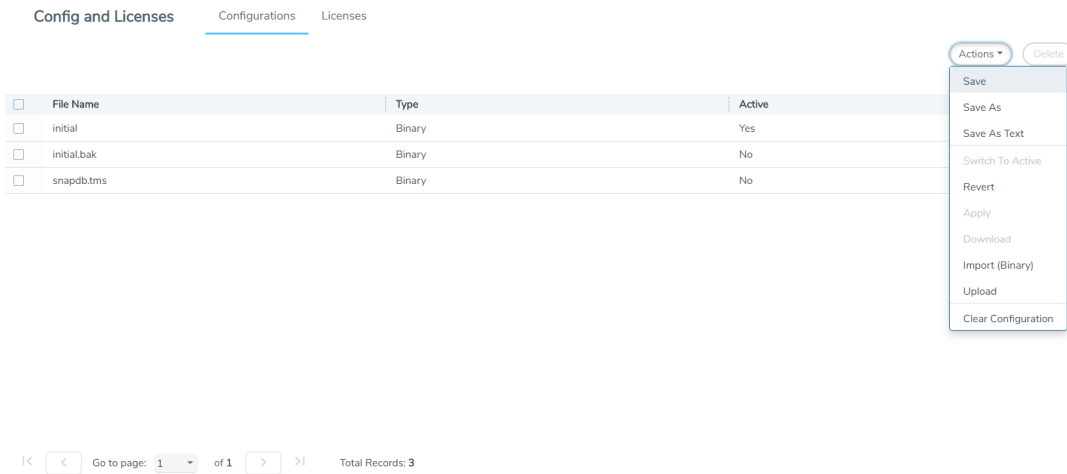 Config and Licenses Configurations Licenses
Actions Delete
Save
Save As
Save As Text
Switch To Active
Revert
Apply
Download
Import (Binary)
Upload
Clear Configuration
File Name Type Active
initial Binary Yes
initial.bak Binary No
snapdb.tms Binary No
Go to page: 1 of 1 Total Records: 3